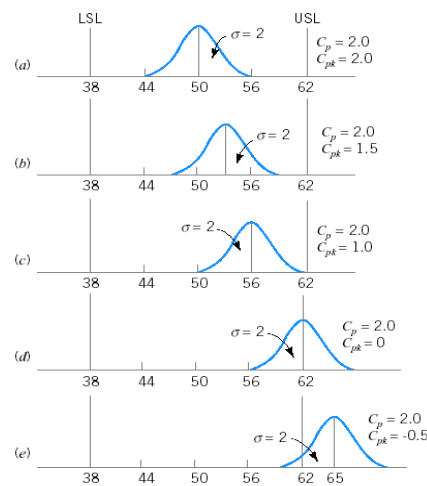 LSL USL
σ = 2
C_p = 2.0
(a) C_pk = 2.0
38 44 50 56 62
σ = 2
C_p = 2.0
(b) C_pk = 1.5
38 44 50 56 62
σ = 2
C_p = 2.0
(c) C_pk = 1.0
38 44 50 56 62
σ = 2
C_p = 2.0
(d) C_pk = 0
38 44 50 56 62
C_p = 2.0
σ = 2 C_pk = -0.5
(e)
38 44 50 56 62 65